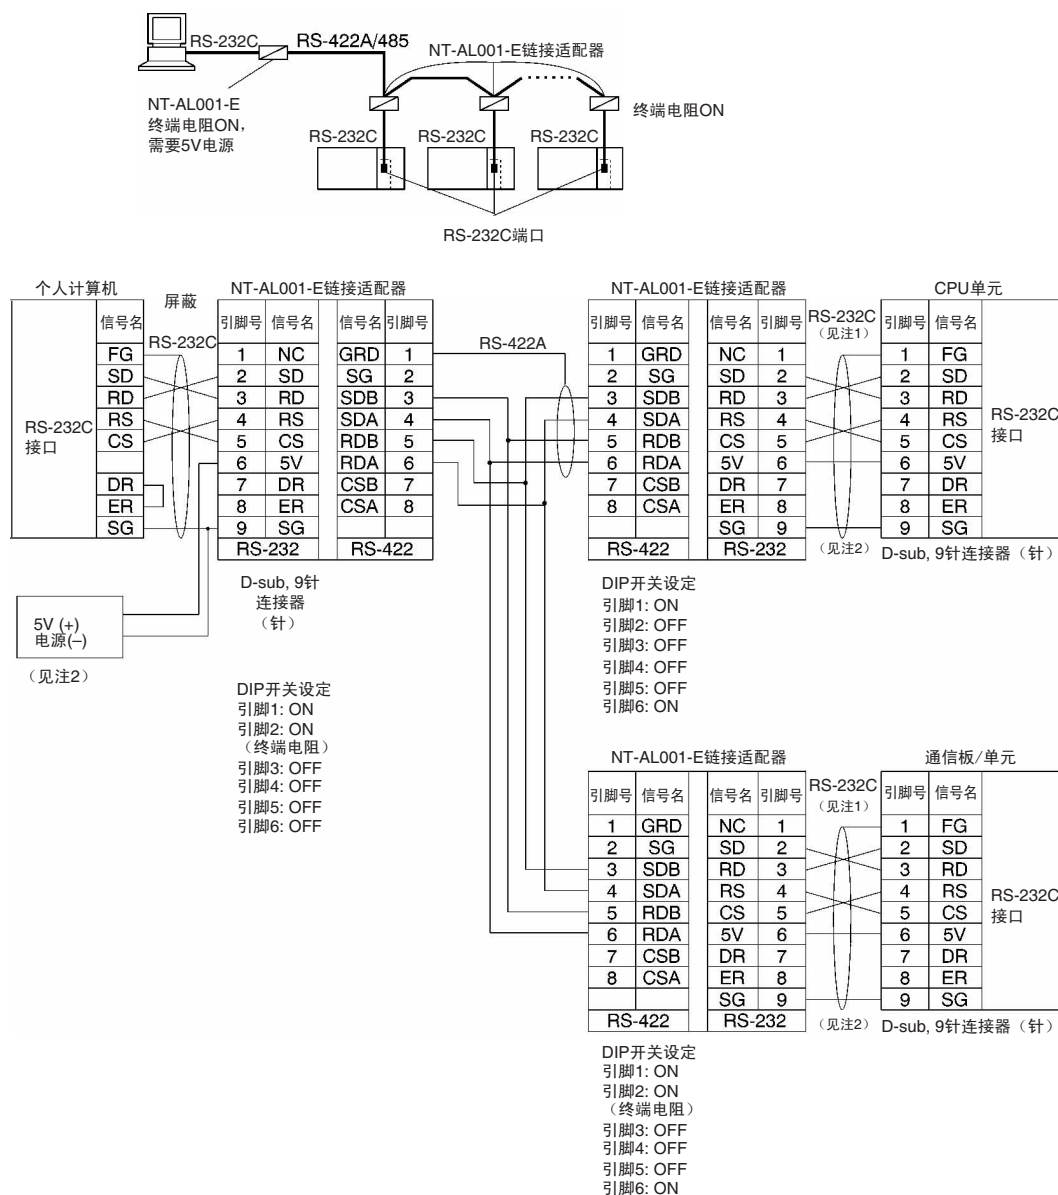 RS-232C
RS-422A/485
NT-AL001-E链接适配器
NT-AL001-E
终端电阻ON，
需要5V电源
终端电阻ON
RS-232C
RS-232C
RS-232C
RS-232C端口
个人计算机
屏蔽
NT-AL001-E链接适配器
信号名
RS-232C
引脚号 信号名
信号名 引脚号
FG
1 NC
GRD 1
SD
2 SD
SG 2
RD
3 RD
SDB 3
RS
4 RS
SDA 4
CS
5 CS
RDB 5
6 5V
RDA 6
DR
7 DR
CSB 7
ER
8 ER
CSA 8
SG
9 SG
RS-232C
接口
RS-232
RS-422
RS-422A
D-sub, 9针
连接器
（针）
5V (+)
电源(–)
（见注2）
DIP开关设定
引脚1: ON
引脚2: ON
（终端电阻）
引脚3: OFF
引脚4: OFF
引脚5: OFF
引脚6: OFF
NT-AL001-E链接适配器
CPU单元
引脚号 信号名
信号名 引脚号
RS-232C
（见注1）
引脚号 信号名
1 GRD
NC 1
1 FG
2 SG
SD 2
2 SD
3 SDB
RD 3
3 RD
4 SDA
RS 4
4 RS
5 RDB
CS 5
5 CS
6 RDA
5V 6
6 5V
7 CSB
DR 7
7 DR
8 CSA
ER 8
8 ER
SG 9
9 SG
RS-232C
接口
RS-422
RS-232
（见注2）
D-sub, 9针连接器（针）
DIP开关设定
引脚1: ON
引脚2: OFF
引脚3: OFF
引脚4: OFF
引脚5: OFF
引脚6: ON
NT-AL001-E链接适配器
通信板/单元
引脚号 信号名
信号名 引脚号
RS-232C
（见注1）
引脚号 信号名
1 GRD
NC 1
1 FG
2 SG
SD 2
2 SD
3 SDB
RD 3
3 RD
4 SDA
RS 4
4 RS
5 RDB
CS 5
5 CS
6 RDA
5V 6
6 5V
7 CSB
DR 7
7 DR
8 CSA
ER 8
8 ER
SG 9
9 SG
RS-232C
接口
RS-422
RS-232
（见注2）
D-sub, 9针连接器（针）
DIP开关设定
引脚1: ON
引脚2: ON
（终端电阻）
引脚3: OFF
引脚4: OFF
引脚5: OFF
引脚6: ON